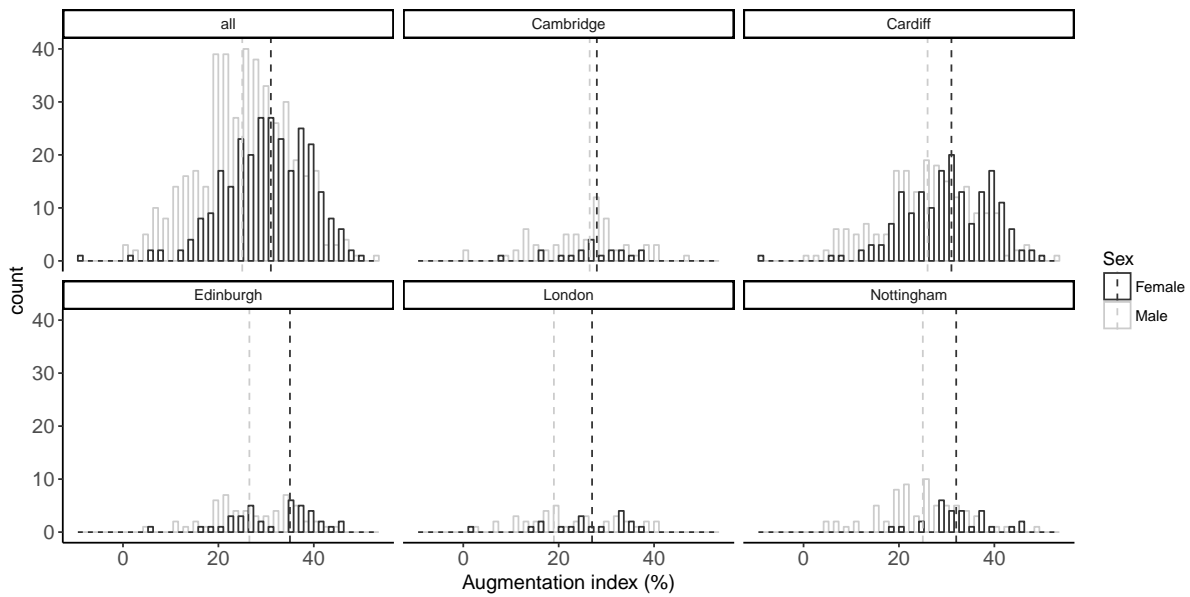 all Cambridge Cardiff
40
30
20
10
0
Edinburgh London Nottingham
40
30
20
10
0
0 20 40 0 20 40 0 20 40
Augmentation index (%)
count
Sex
Female
Male